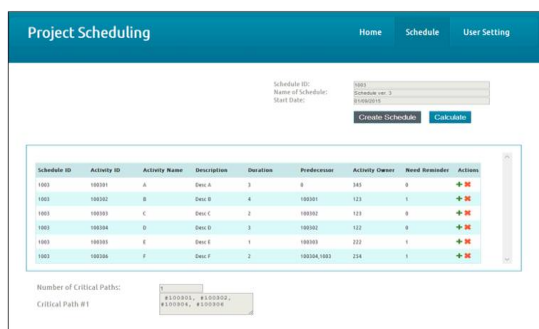 Project Scheduling
Home Schedule User Setting
Schedule ID: 1003
Name of Schedule: Schedule ver. 3
Start Date: 01/09/2015
Create Schedule Calculate
Schedule ID Activity ID Activity Name Description Duration Predecessor Activity Owner Need Reminder Actions
1003 100301 A Desc A 3 0 343 0
1003 100302 B Desc B 4 100301 123 1
1003 100303 C Desc C 2 100302 123 0
1003 100304 D Desc D 3 100302 122 0
1003 100305 E Desc E 1 100303 222 1
1003 100306 F Desc F 2 100304,1003 234 1
Number of Critical Paths: 1
Critical Path #1 #100301, #100302,
#100304, #100306